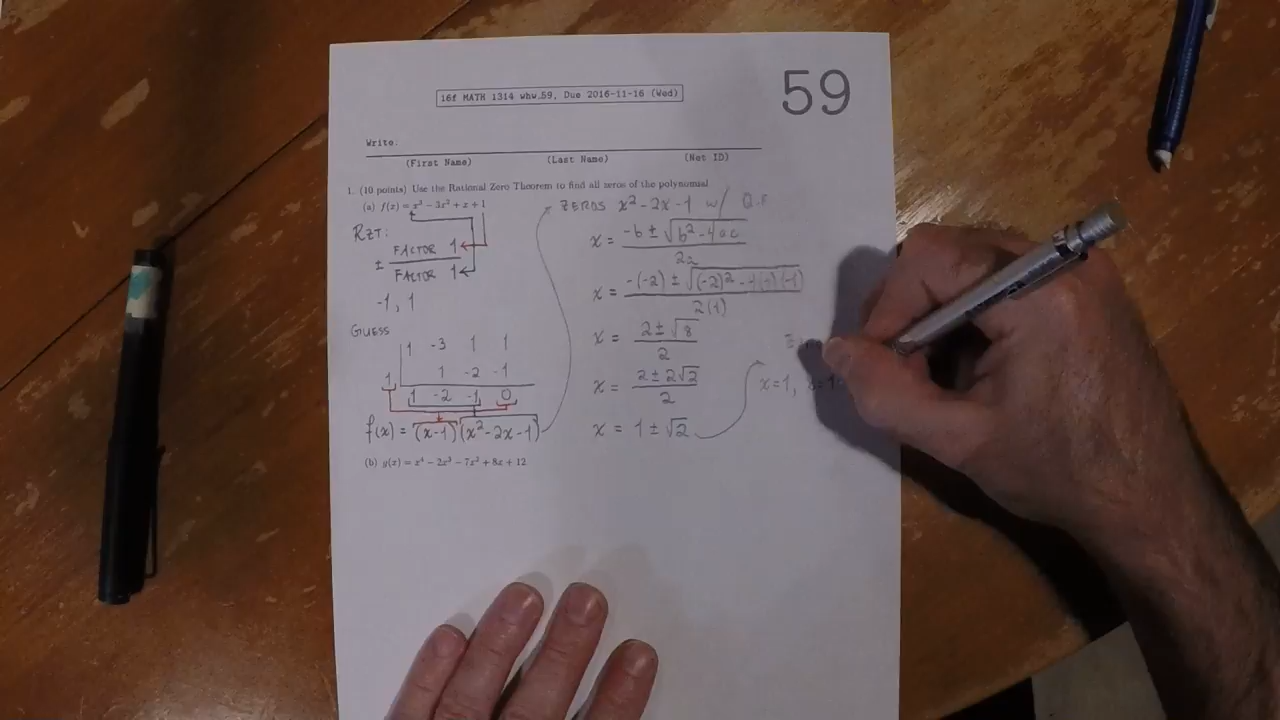 59
16f MATH 1314 whw.59, Due 2016-11-16 (Wed)
Write:
(First Name) (Last Name) (Net ID)
1. (10 points) Use the Rational Zero Theorem to find all zeros of the polynomial
(a) f(x) = x³ − 3x² + x + 1
RZT:
± FACTOR 1
FACTOR 1
-1, 1
GUESS
1 -3 1 1
1 -2 -1
1
1 -2 -1 0
f(x) = (x-1)(x²-2x-1)
ZEROS x²-2x-1 w/ Q.F
x = -b ± √b²-4ac
2a
x = -(-2) ± √(-2)²-4(1)(-1)
2(1)
x = 2±√8
2
x = 2±2√2
2
x = 1±√2
x=1,
(b) g(x) = x⁴ − 2x³ − 7x² + 8x + 12